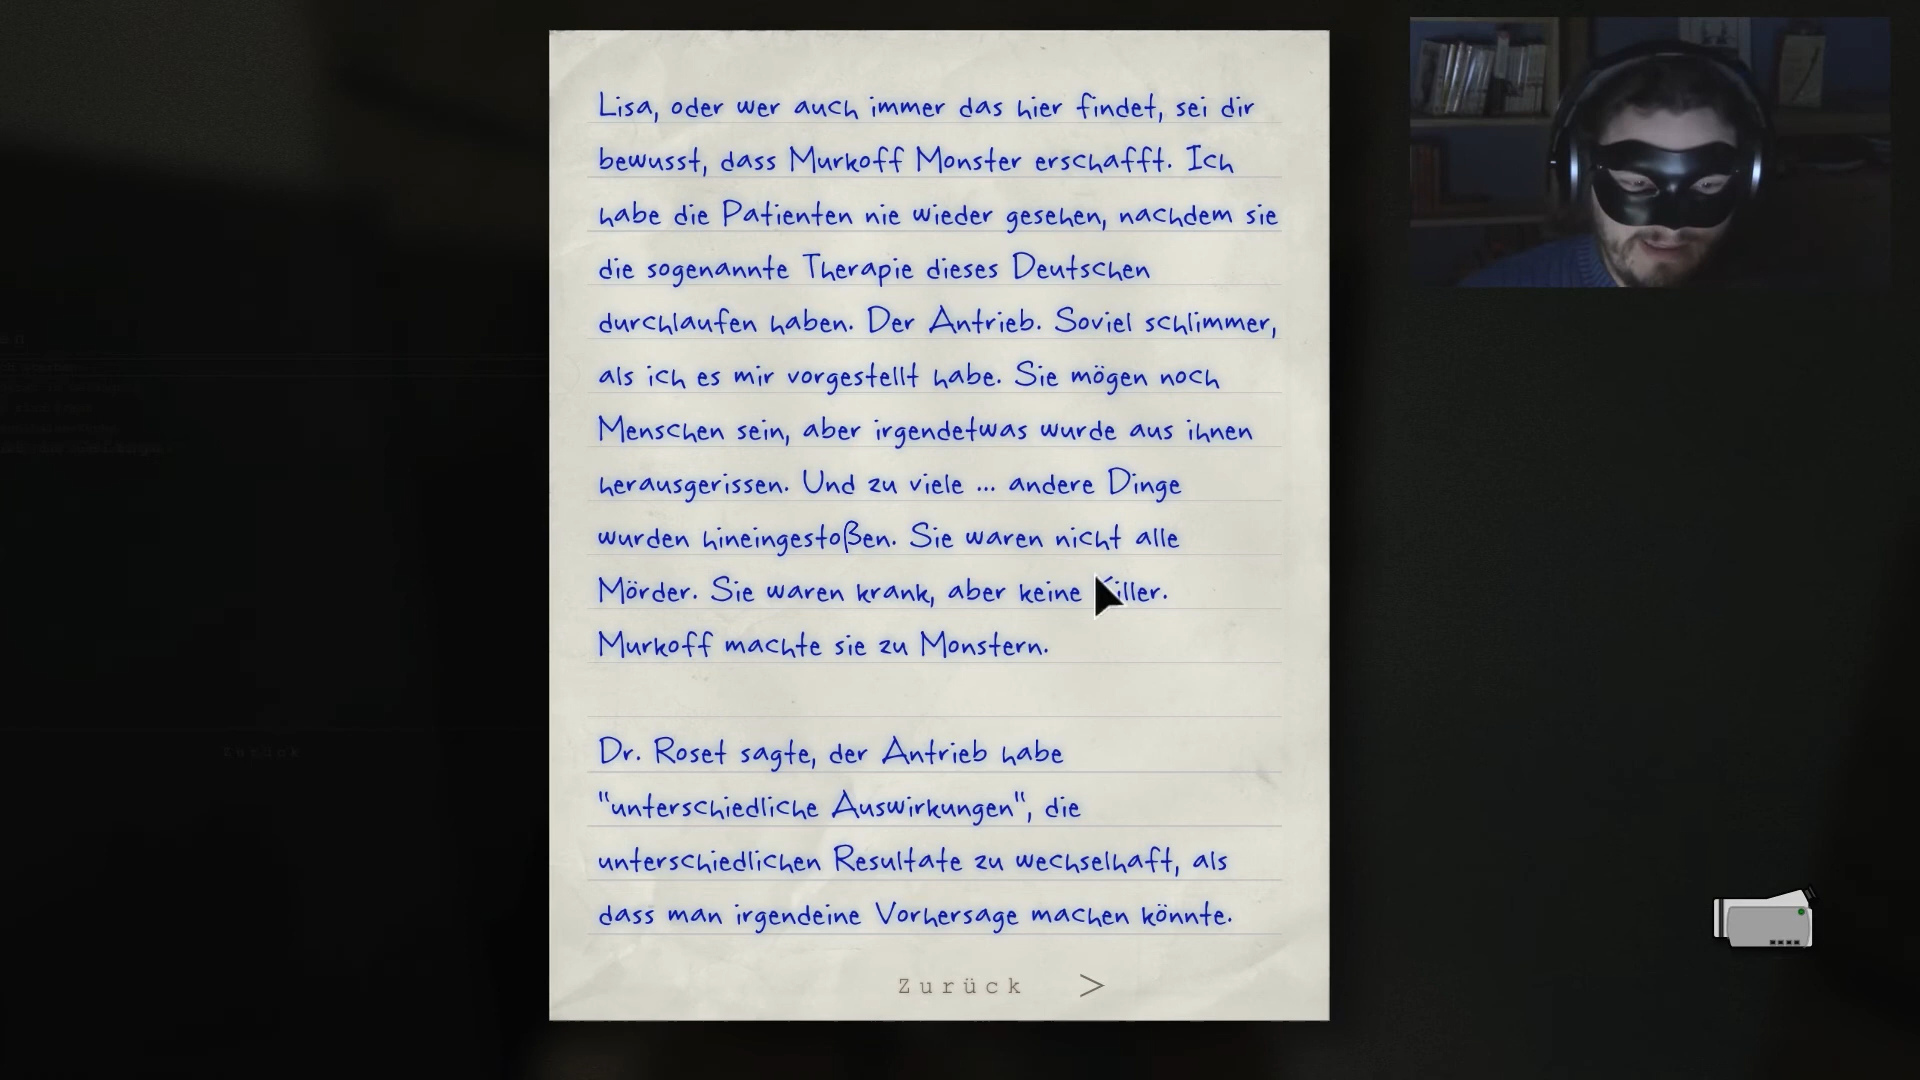 Lisa, oder wer auch immer das hier findet, sei dir
bewusst, dass Murkoff Monster erschafft. Ich
habe die Patienten nie wieder gesehen, nachdem sie
die sogenannte Therapie dieses Deutschen
durchlaufen haben. Der Antrieb. Soviel schlimmer,
als ich es mir vorgestellt habe. Sie mögen noch
Menschen sein, aber irgendetwas wurde aus ihnen
herausgerissen. Und zu viele ... andere Dinge
wurden hineingestoßen. Sie waren nicht alle
Mörder. Sie waren krank, aber keine Killer.
Murkoff machte sie zu Monstern.
Dr. Roset sagte, der Antrieb habe
"unterschiedliche Auswirkungen", die
unterschiedlichen Resultate zu wechselhaft, als
dass man irgendeine Vorhersage machen könnte.
Zurück >